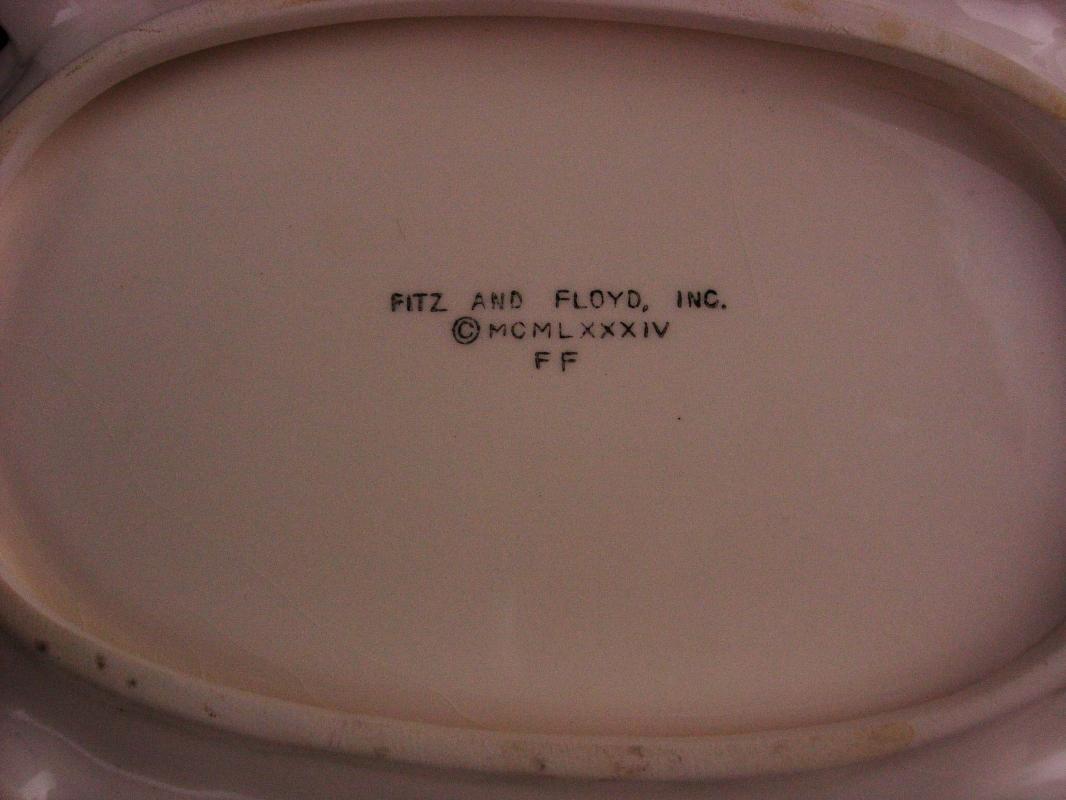 FITZ AND FLOYD, INC.
© MCMLXXXIV
FF